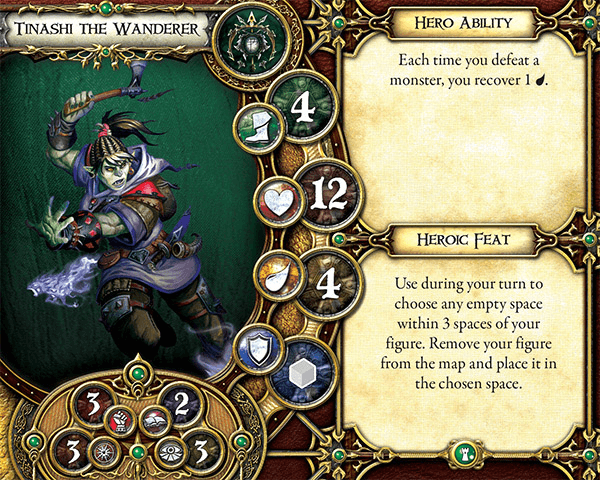 Tinashi the Wanderer
4
12
4
3
2
3
3
Hero Ability
Each time you defeat a
monster, you recover 1 .
Heroic Feat
Use during your turn to
choose any empty space
within 3 spaces of your
figure. Remove your figure
from the map and place it in
the chosen space.